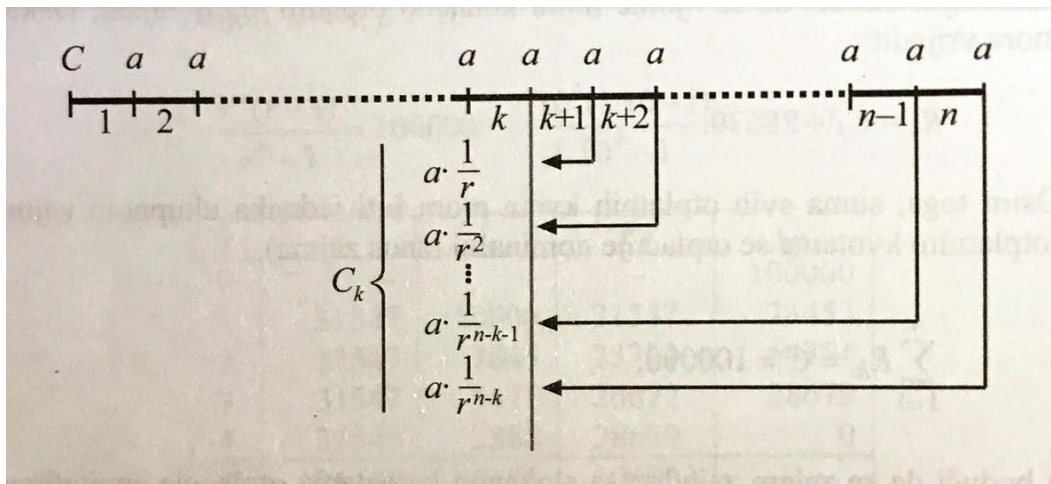 C a a a a a a a a a
1 2 k k+1 k+2 n–1 n
a· 1/r
a· 1/r²
⋮
C_k
a· 1/r^{n-k-1}
a· 1/r^{n-k}